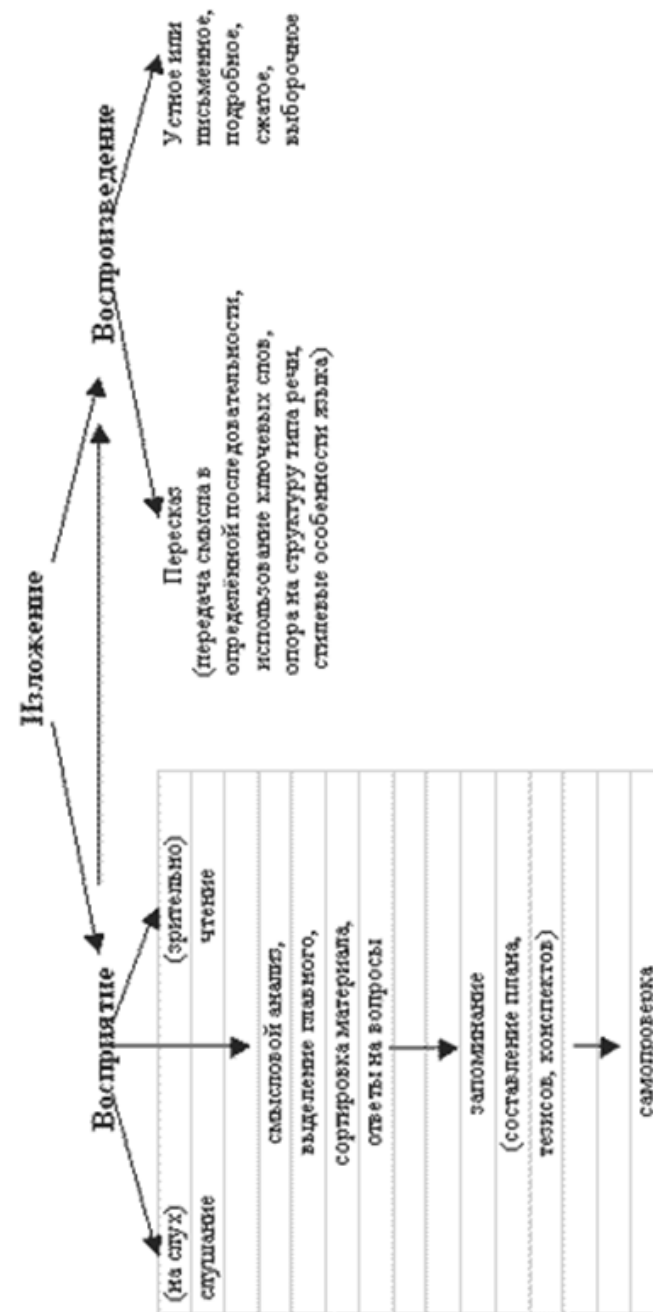 Изложение
Восприятие
Воспроизведение
(на слух)
слушание
(зрительно)
чтение
смысловой анализ,
выделение главного,
сортировка материала,
ответы на вопросы
запоминание
(составление плана,
тезисов, конспектов)
самопроверка
Пересказ
(передача смысла в
определённой последовательности,
использование ключевых слов,
опора на структуру типа речи,
стилевые особенности языка)
Устное или
письменное,
подробное,
сжатое,
выборочное